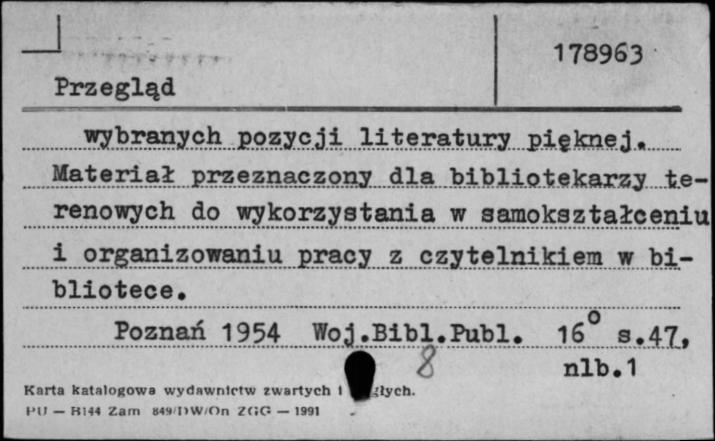 178963
Przegląd
wybranych pozycji literatury pięknej.
Materiał przeznaczony dla bibliotekarzy te-
renowych do wykorzystania w samokształceniu
i organizowaniu pracy z czytelnikiem w bi-
bliotece.
Poznań 1954 Woj.Bibl.Publ. 16° s.47,
8 nlb.1
Karta katalogowa wydawnictw zwartych i
PU — H144 Zam 849/DW/On ZGG — 1991